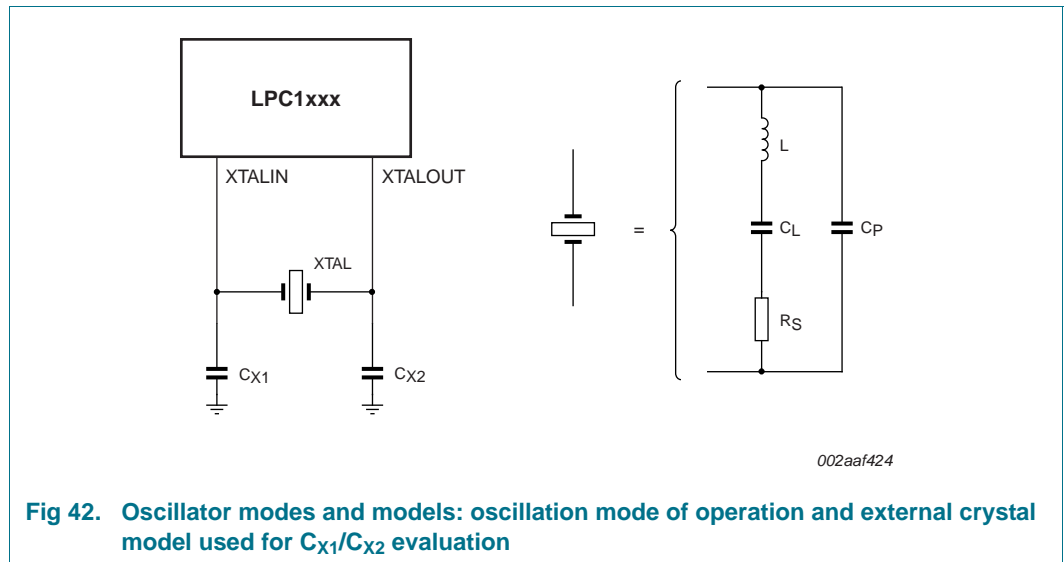 LPC1xxx
XTALIN
XTALOUT
XTAL
CX1
CX2
=
L
CL
CP
RS
002aaf424
Fig 42. Oscillator modes and models: oscillation mode of operation and external crystal
model used for CX1/CX2 evaluation